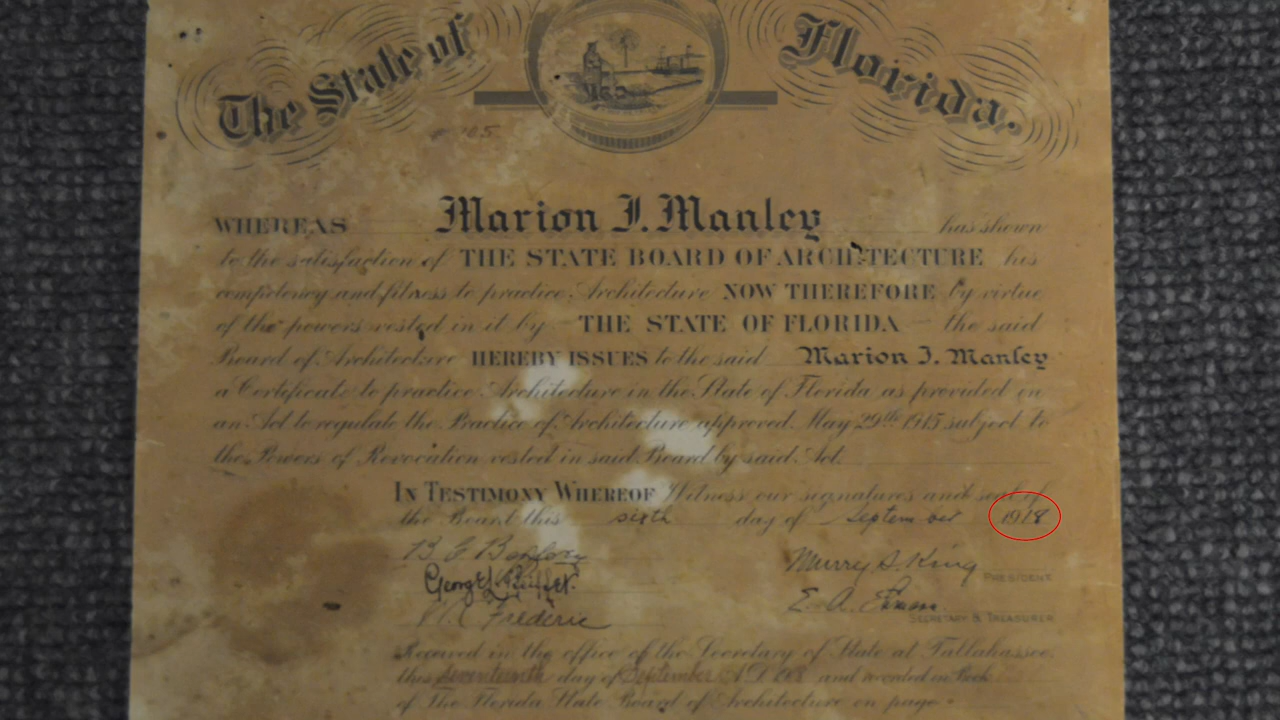 The State of Florida.
105
WHEREAS Marion I. Manley has shown
to the satisfaction of THE STATE BOARD OF ARCHITECTURE his
competency and fitness to practice Architecture NOW THEREFORE by virtue
of the powers vested in it by THE STATE OF FLORIDA the said
Board of Architecture HEREBY ISSUES to the said Marion I. Manley
a Certificate to practice Architecture in the State of Florida as provided in
an Act to regulate the Practice of Architecture approved May 29th 1915 subject to
the Powers of Revocation vested in said Board by said Act.
IN TESTIMONY WHEREOF Witness our signatures and seal of
the Board this sixth day of September 1918
Murry S. King
PRESIDENT
E. A.
SECRETARY & TREASURER
Frederic
Received in the office of the Secretary of State at Tallahassee,
this seventeenth day of September A.D. and recorded in Book
of The Florida State Board of Architecture on page